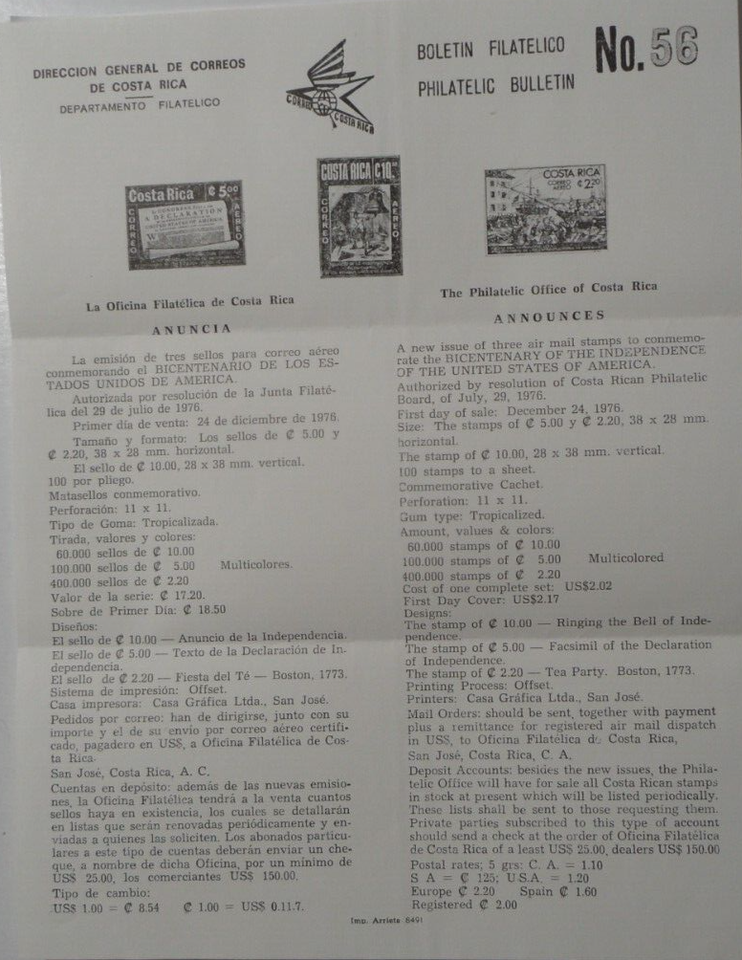 DIRECCION GENERAL DE CORREOS
DE COSTA RICA
DEPARTAMENTO FILATELICO
CORREO COSTA RICA
BOLETIN FILATELICO
PHILATELIC BULLETIN
No. 56
Costa Rica ₡ 5.00
CORREO
AEREO
A DECLARATION
COSTA RICA ₡10.
CORREO
AEREO
COSTA RICA
CORREO
AEREO
₡ 2.20
La Oficina Filatélica de Costa Rica
ANUNCIA
La emisión de tres sellos para correo aéreo
conmemorando el BICENTENARIO DE LOS ES-
TADOS UNIDOS DE AMERICA.
Autorizada por resolución de la Junta Filaté-
lica del 29 de julio de 1976.
Primer día de venta: 24 de diciembre de 1976.
Tamaño y formato: Los sellos de ₡ 5.00 y
₡ 2.20, 38 x 28 mm. horizontal.
El sello de ₡ 10.00, 28 x 38 mm. vertical.
100 por pliego.
Matasellos conmemorativo.
Perforación: 11 x 11.
Tipo de Goma: Tropicalizada.
Tirada, valores y colores:
60.000 sellos de ₡ 10.00
100.000 sellos de ₡ 5.00 Multicolores.
400.000 sellos de ₡ 2.20
Valor de la serie: ₡ 17.20.
Sobre de Primer Día: ₡ 18.50
Diseños:
El sello de ₡ 10.00 — Anuncio de la Independencia.
El sello de ₡ 5.00 — Texto de la Declaración de In-
dependencia.
El sello de ₡ 2.20 — Fiesta del Té — Boston, 1773.
Sistema de impresión: Offset.
Casa impresora: Casa Gráfica Ltda., San José.
Pedidos por correo: han de dirigirse, junto con su
importe y el de su envío por correo aéreo certifi-
cado, pagadero en US$, a Oficina Filatélica de Cos-
ta Rica.
San José, Costa Rica, A. C.
Cuentas en depósito: además de las nuevas emisio-
nes, la Oficina Filatélica tendrá a la venta cuantos
sellos haya en existencia, los cuales se detallarán
en listas que serán renovadas periódicamente y en-
viadas a quienes las soliciten. Los abonados particu-
lares a este tipo de cuentas deberán enviar un che-
que, a nombre de dicha Oficina, por un mínimo de
US$ 25.00, los comerciantes US$ 150.00.
Tipo de cambio:
US$ 1.00 = ₡ 8.54 ₡ 1.00 = US$ 0.11.7.
The Philatelic Office of Costa Rica
ANNOUNCES
A new issue of three air mail stamps to conmemo-
rate the BICENTENARY OF THE INDEPENDENCE
OF THE UNITED STATES OF AMERICA.
Authorized by resolution of Costa Rican Philatelic
Board, of July, 29, 1976.
First day of sale: December 24, 1976.
Size: The stamps of ₡ 5.00 y ₡ 2.20, 38 x 28 mm.
horizontal.
The stamp of ₡ 10.00, 28 x 38 mm. vertical.
100 stamps to a sheet.
Commemorative Cachet.
Perforation: 11 x 11.
Gum type: Tropicalized.
Amount, values & colors:
60.000 stamps of ₡ 10.00
100.000 stamps of ₡ 5.00 Multicolored
400.000 stamps of ₡ 2.20
Cost of one complete set: US$2.02
First Day Cover: US$2.17
Designs:
The stamp of ₡ 10.00 — Ringing the Bell of Inde-
pendence.
The stamp of ₡ 5.00 — Facsimil of the Declaration
of Independence.
The stamp of ₡ 2.20 — Tea Party. Boston, 1773.
Printing Process: Offset.
Printers: Casa Gráfica Ltda., San José.
Mail Orders: should be sent, together with payment
plus a remittance for registered air mail dispatch
in US$, to Oficina Filatélica de Costa Rica,
San José, Costa Rica, C. A.
Deposit Accounts: besides the new issues, the Phila-
telic Office will have for sale all Costa Rican stamps
in stock at present which will be listed periodically.
These lists shall be sent to those requesting them.
Private parties subscribed to this type of account
should send a check at the order of Oficina Filatélica
de Costa Rica of a least US$ 25.00, dealers US$ 150.00
Postal rates; 5 grs: C. A. = 1.10
S A = ₡ 125; U.S.A. = 1.20
Europe ₡ 2.20 Spain ₡ 1.60
Registered ₡ 2.00
Imp. Arrieta 6491